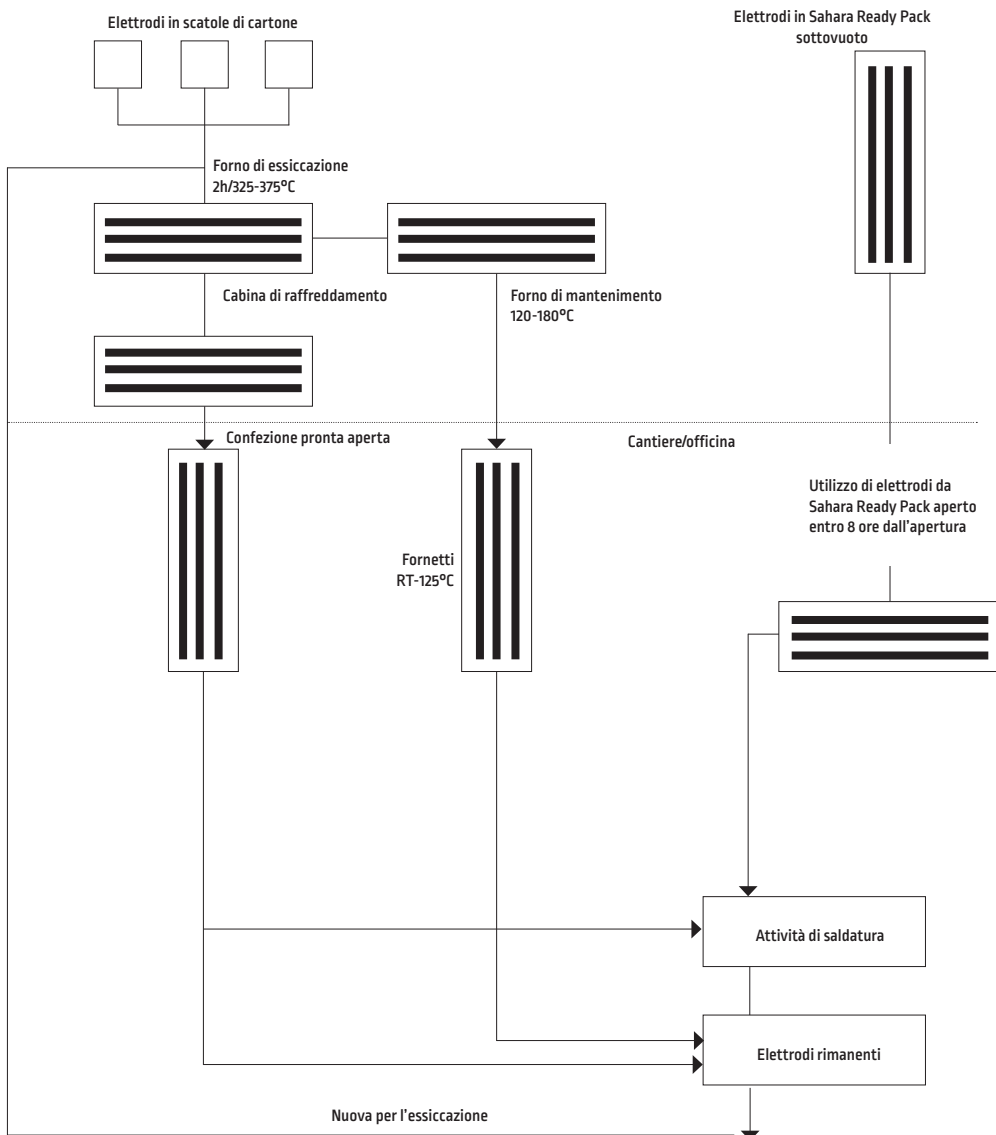 Elettrodi in scatole di cartone
Elettrodi in Sahara Ready Pack
sottovuoto
Forno di essiccazione
2h/325-375°C
Cabina di raffreddamento
Forno di mantenimento
120-180°C
Confezione pronta aperta
Cantiere/officina
Utilizzo di elettrodi da
Sahara Ready Pack aperto
entro 8 ore dall'apertura
Fornetti
RT-125°C
Attività di saldatura
Elettrodi rimanenti
Nuova per l'essiccazione